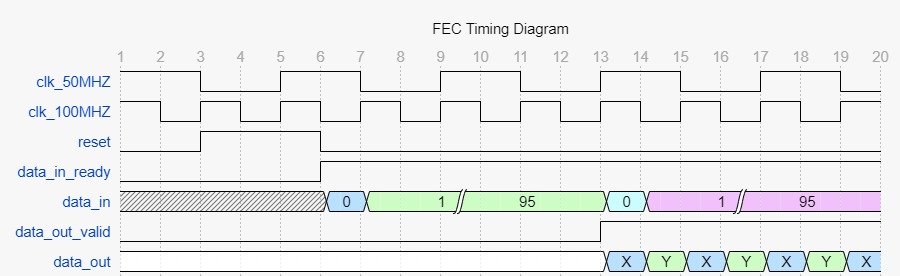 FEC Timing Diagram
1 2 3 4 5 6 7 8 9 10 11 12 13 14 15 16 17 18 19 20
clk_50MHZ
clk_100MHZ
reset
data_in_ready
data_in 0 1 95 0 1 95
data_out_valid
data_out X Y X Y X Y X